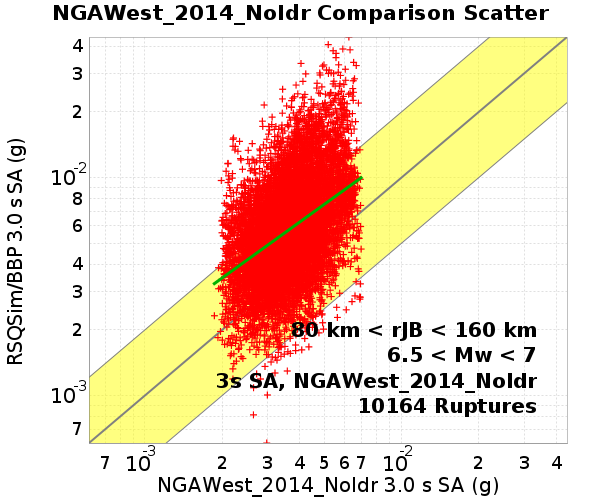 NGAWest_2014_NoIdr Comparison Scatter
4
3
2
10-2
8
6
4
3
2
10-3
7
RSQSim/BBP 3.0 s SA (g)
80 km < rJB < 160 km
6.5 < Mw < 7
3s SA, NGAWest_2014_NoIdr
10164 Ruptures
7 10-3 2 3 4 5 6 7 10-2 2 3 4
NGAWest_2014_NoIdr 3.0 s SA (g)